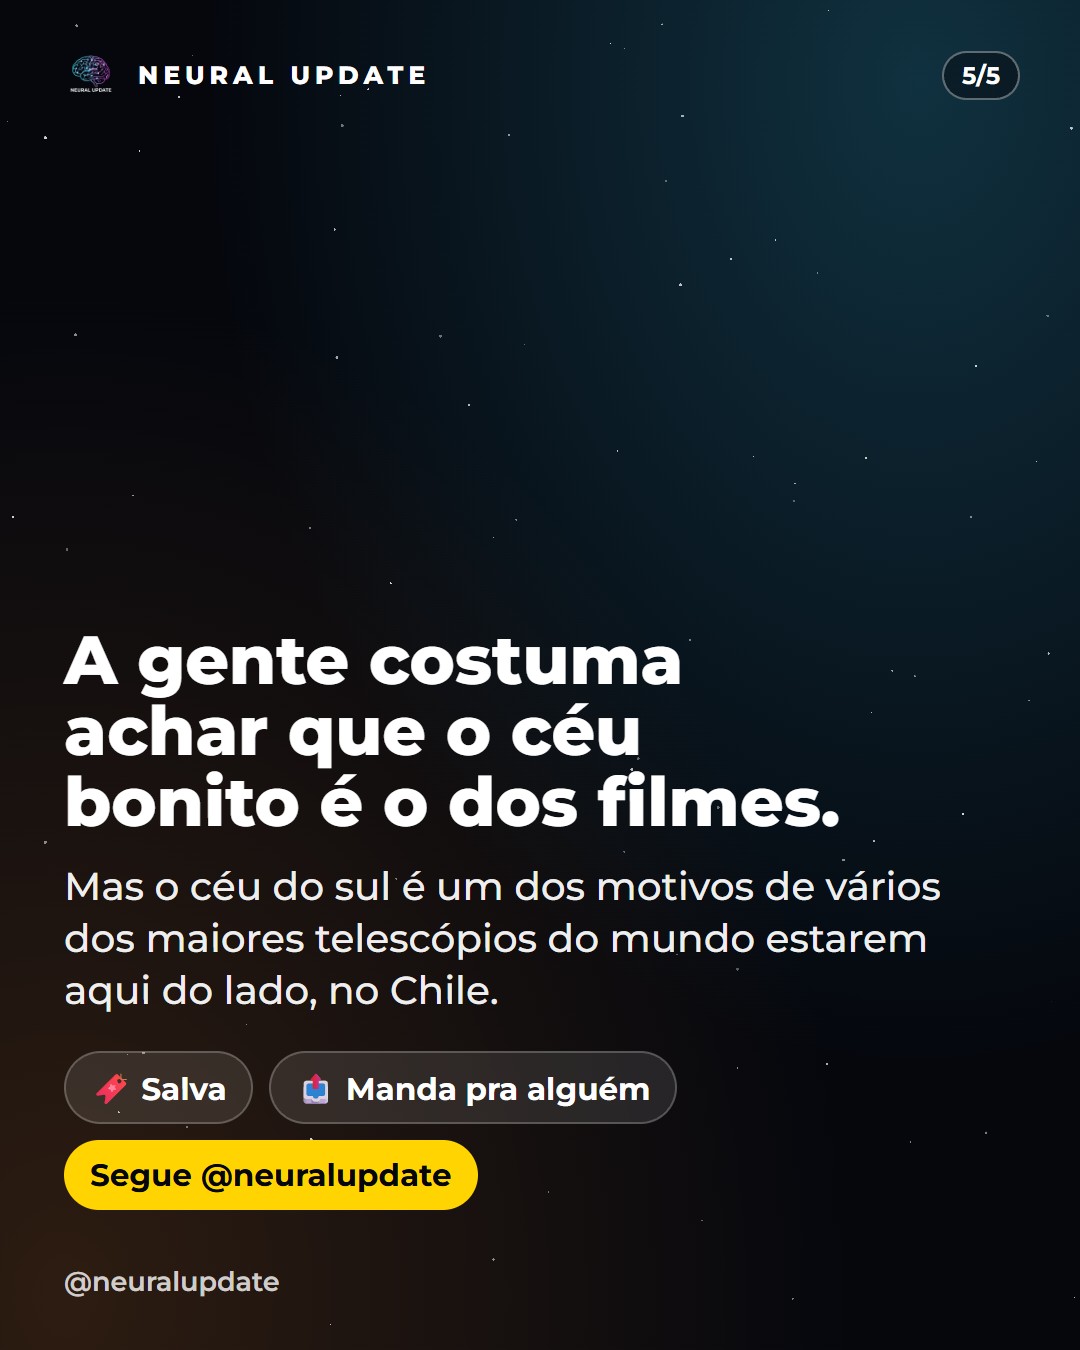 NEURAL UPDATE
NEURAL UPDATE
5/5
A gente costuma
achar que o céu
bonito é o dos filmes.
Mas o céu do sul é um dos motivos de vários
dos maiores telescópios do mundo estarem
aqui do lado, no Chile.
Salva
Manda pra alguém
Segue @neuralupdate
@neuralupdate